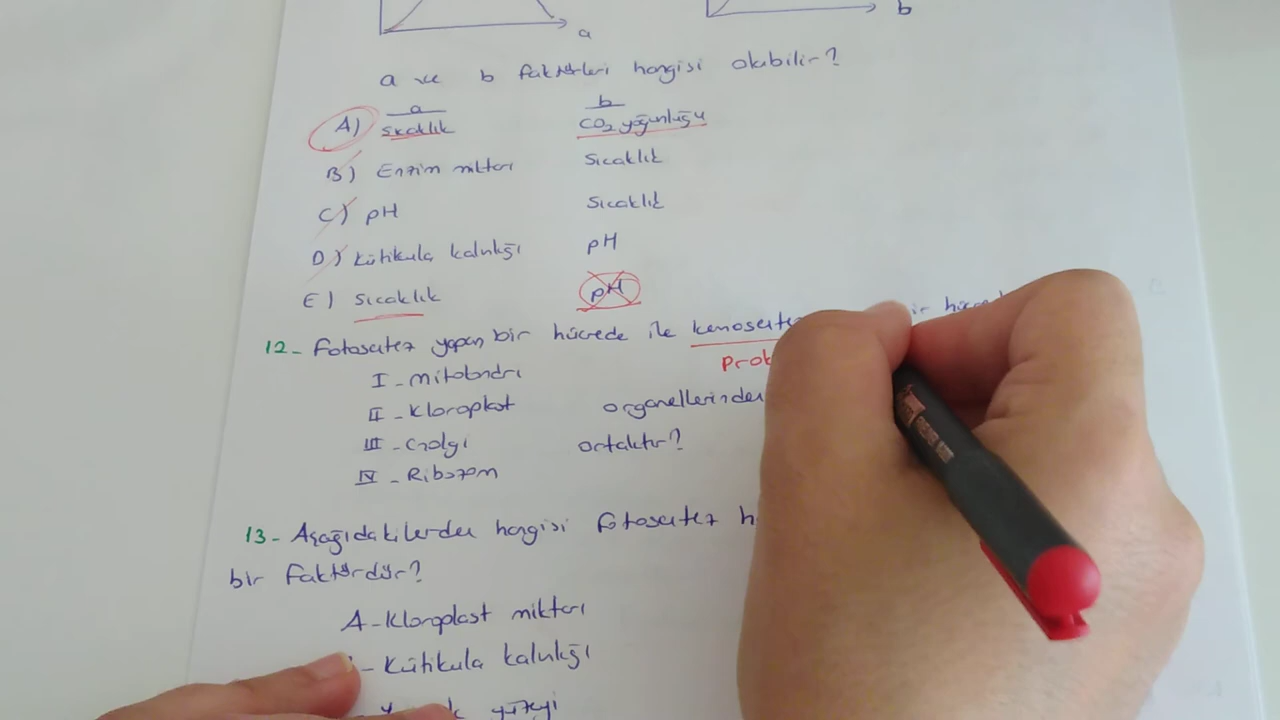 a
b
a ve b faktörleri hangisi olabilir?
a b
A) Sıcaklık CO2 yoğunluğu
B) Enzim miktarı Sıcaklık
C) pH Sıcaklık
D) Kütikula kalınlığı pH
E) Sıcaklık pH
12- Fotosentez yapan bir hücrede ile kemosentez
I - mitokondri
II - Kloroplast organellerinden
III - Golgi ortaktır?
IV - Ribozom
13- Aşağıdakilerden hangisi fotosentez
bir faktördür?
A - Kloroplast miktarı
- Kütikula kalınlığı